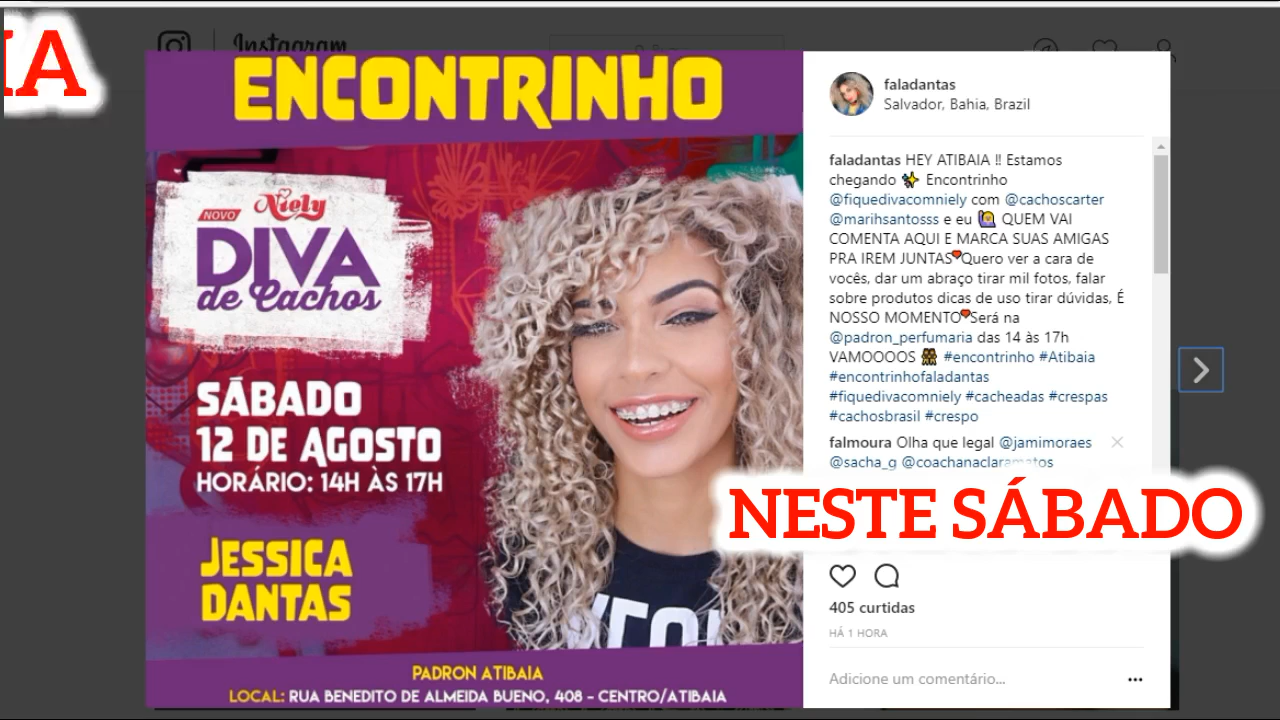 IA
Instagram
ENCONTRINHO
NOVO
Niely
DIVA
de Cachos
SÁBADO
12 DE AGOSTO
HORÁRIO: 14H ÀS 17H
JESSICA
DANTAS
PADRON ATIBAIA
LOCAL: RUA BENEDITO DE ALMEIDA BUENO, 408 - CENTRO/ATIBAIA
faladantas
Salvador, Bahia, Brazil
faladantas HEY ATIBAIA ‼ Estamos
chegando ✨ Encontrinho
@fiquedivacomniely com @cachoscarter
@marihsantosss e eu 🙋 QUEM VAI
COMENTA AQUI E MARCA SUAS AMIGAS
PRA IREM JUNTAS❣Quero ver a cara de
vocês, dar um abraço tirar mil fotos, falar
sobre produtos dicas de uso tirar dúvidas, É
NOSSO MOMENTO❣Será na
@padron_perfumaria das 14 às 17h
VAMOOOOS 👯 #encontrinho #Atibaia
#encontrinhofaladantas
#fiquedivacomniely #cacheadas #crespas
#cachosbrasil #crespo
falmoura Olha que legal @jamimoraes
@sacha_g @coachanaclaramatos
NESTE SÁBADO
405 curtidas
HÁ 1 HORA
Adicione um comentário...